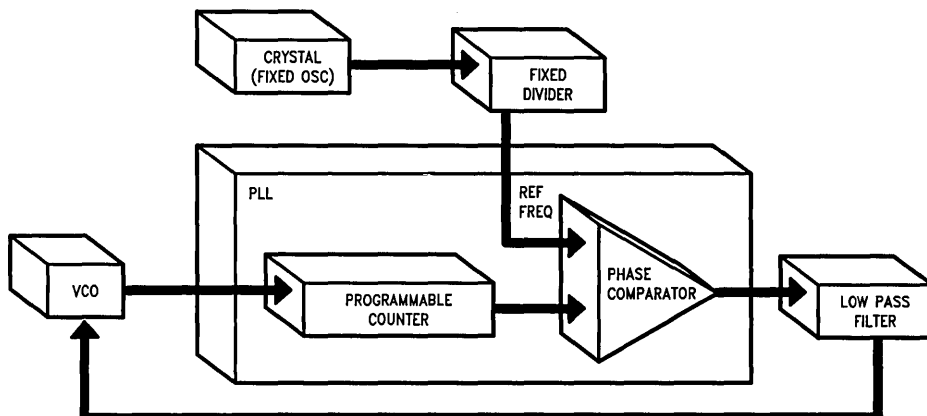 CRYSTAL
(FIXED OSC)
FIXED
DIVIDER
PLL
REF
FREQ
VCO
PROGRAMMABLE
COUNTER
PHASE
COMPARATOR
LOW PASS
FILTER